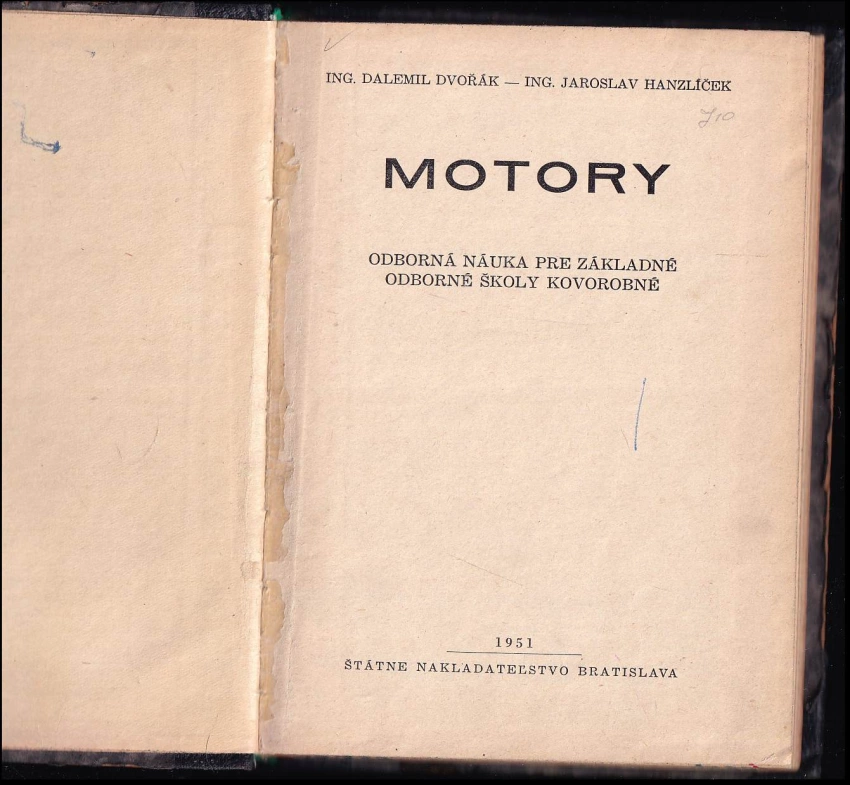 ING. DALEMIL DVOŘÁK — ING. JAROSLAV HANZLÍČEK
MOTORY
ODBORNÁ NÁUKA PRE ZÁKLADNÉ
ODBORNÉ ŠKOLY KOVOROBNÉ
1951
ŠTÁTNE NAKLADATEĽSTVO BRATISLAVA